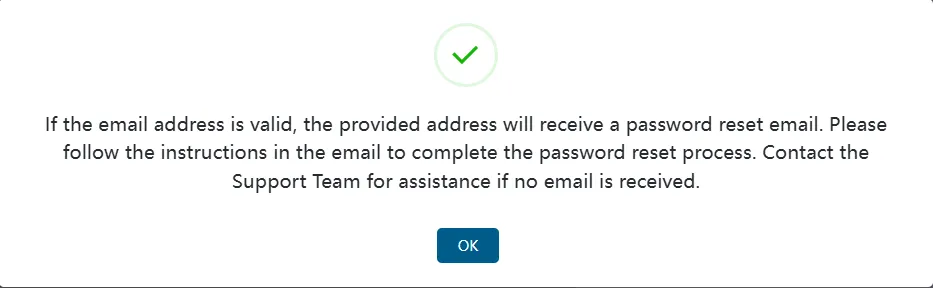 If the email address is valid, the provided address will receive a password reset email. Please
follow the instructions in the email to complete the password reset process. Contact the
Support Team for assistance if no email is received.
OK